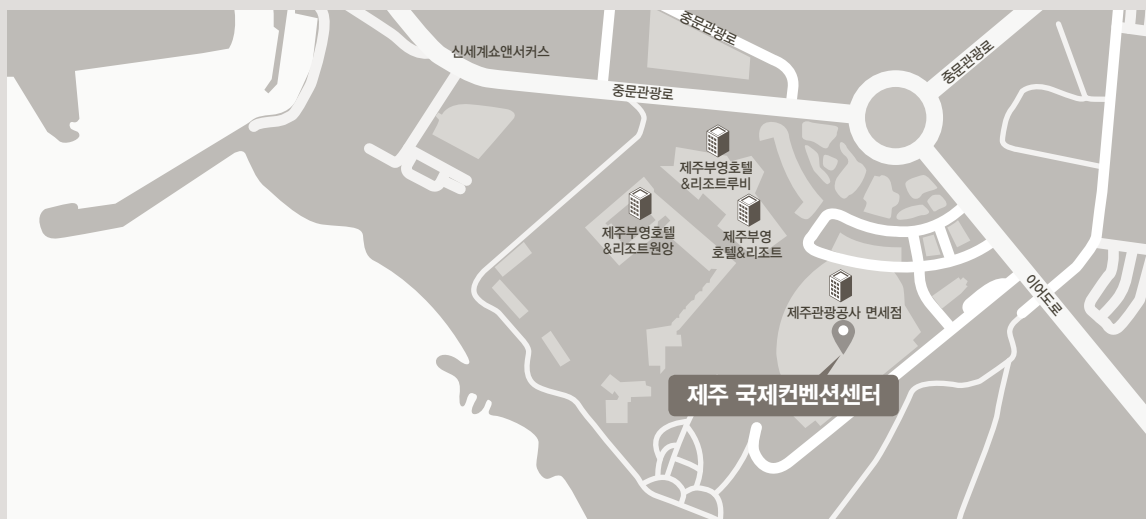 중문관광로
신세계쇼앤서커스
중문관광로
중문관광로
제주부영호텔
&리조트루비
제주부영호텔
&리조트원앙
제주부영
호텔&리조트
이어도로
제주관광공사 면세점
제주 국제컨벤션센터